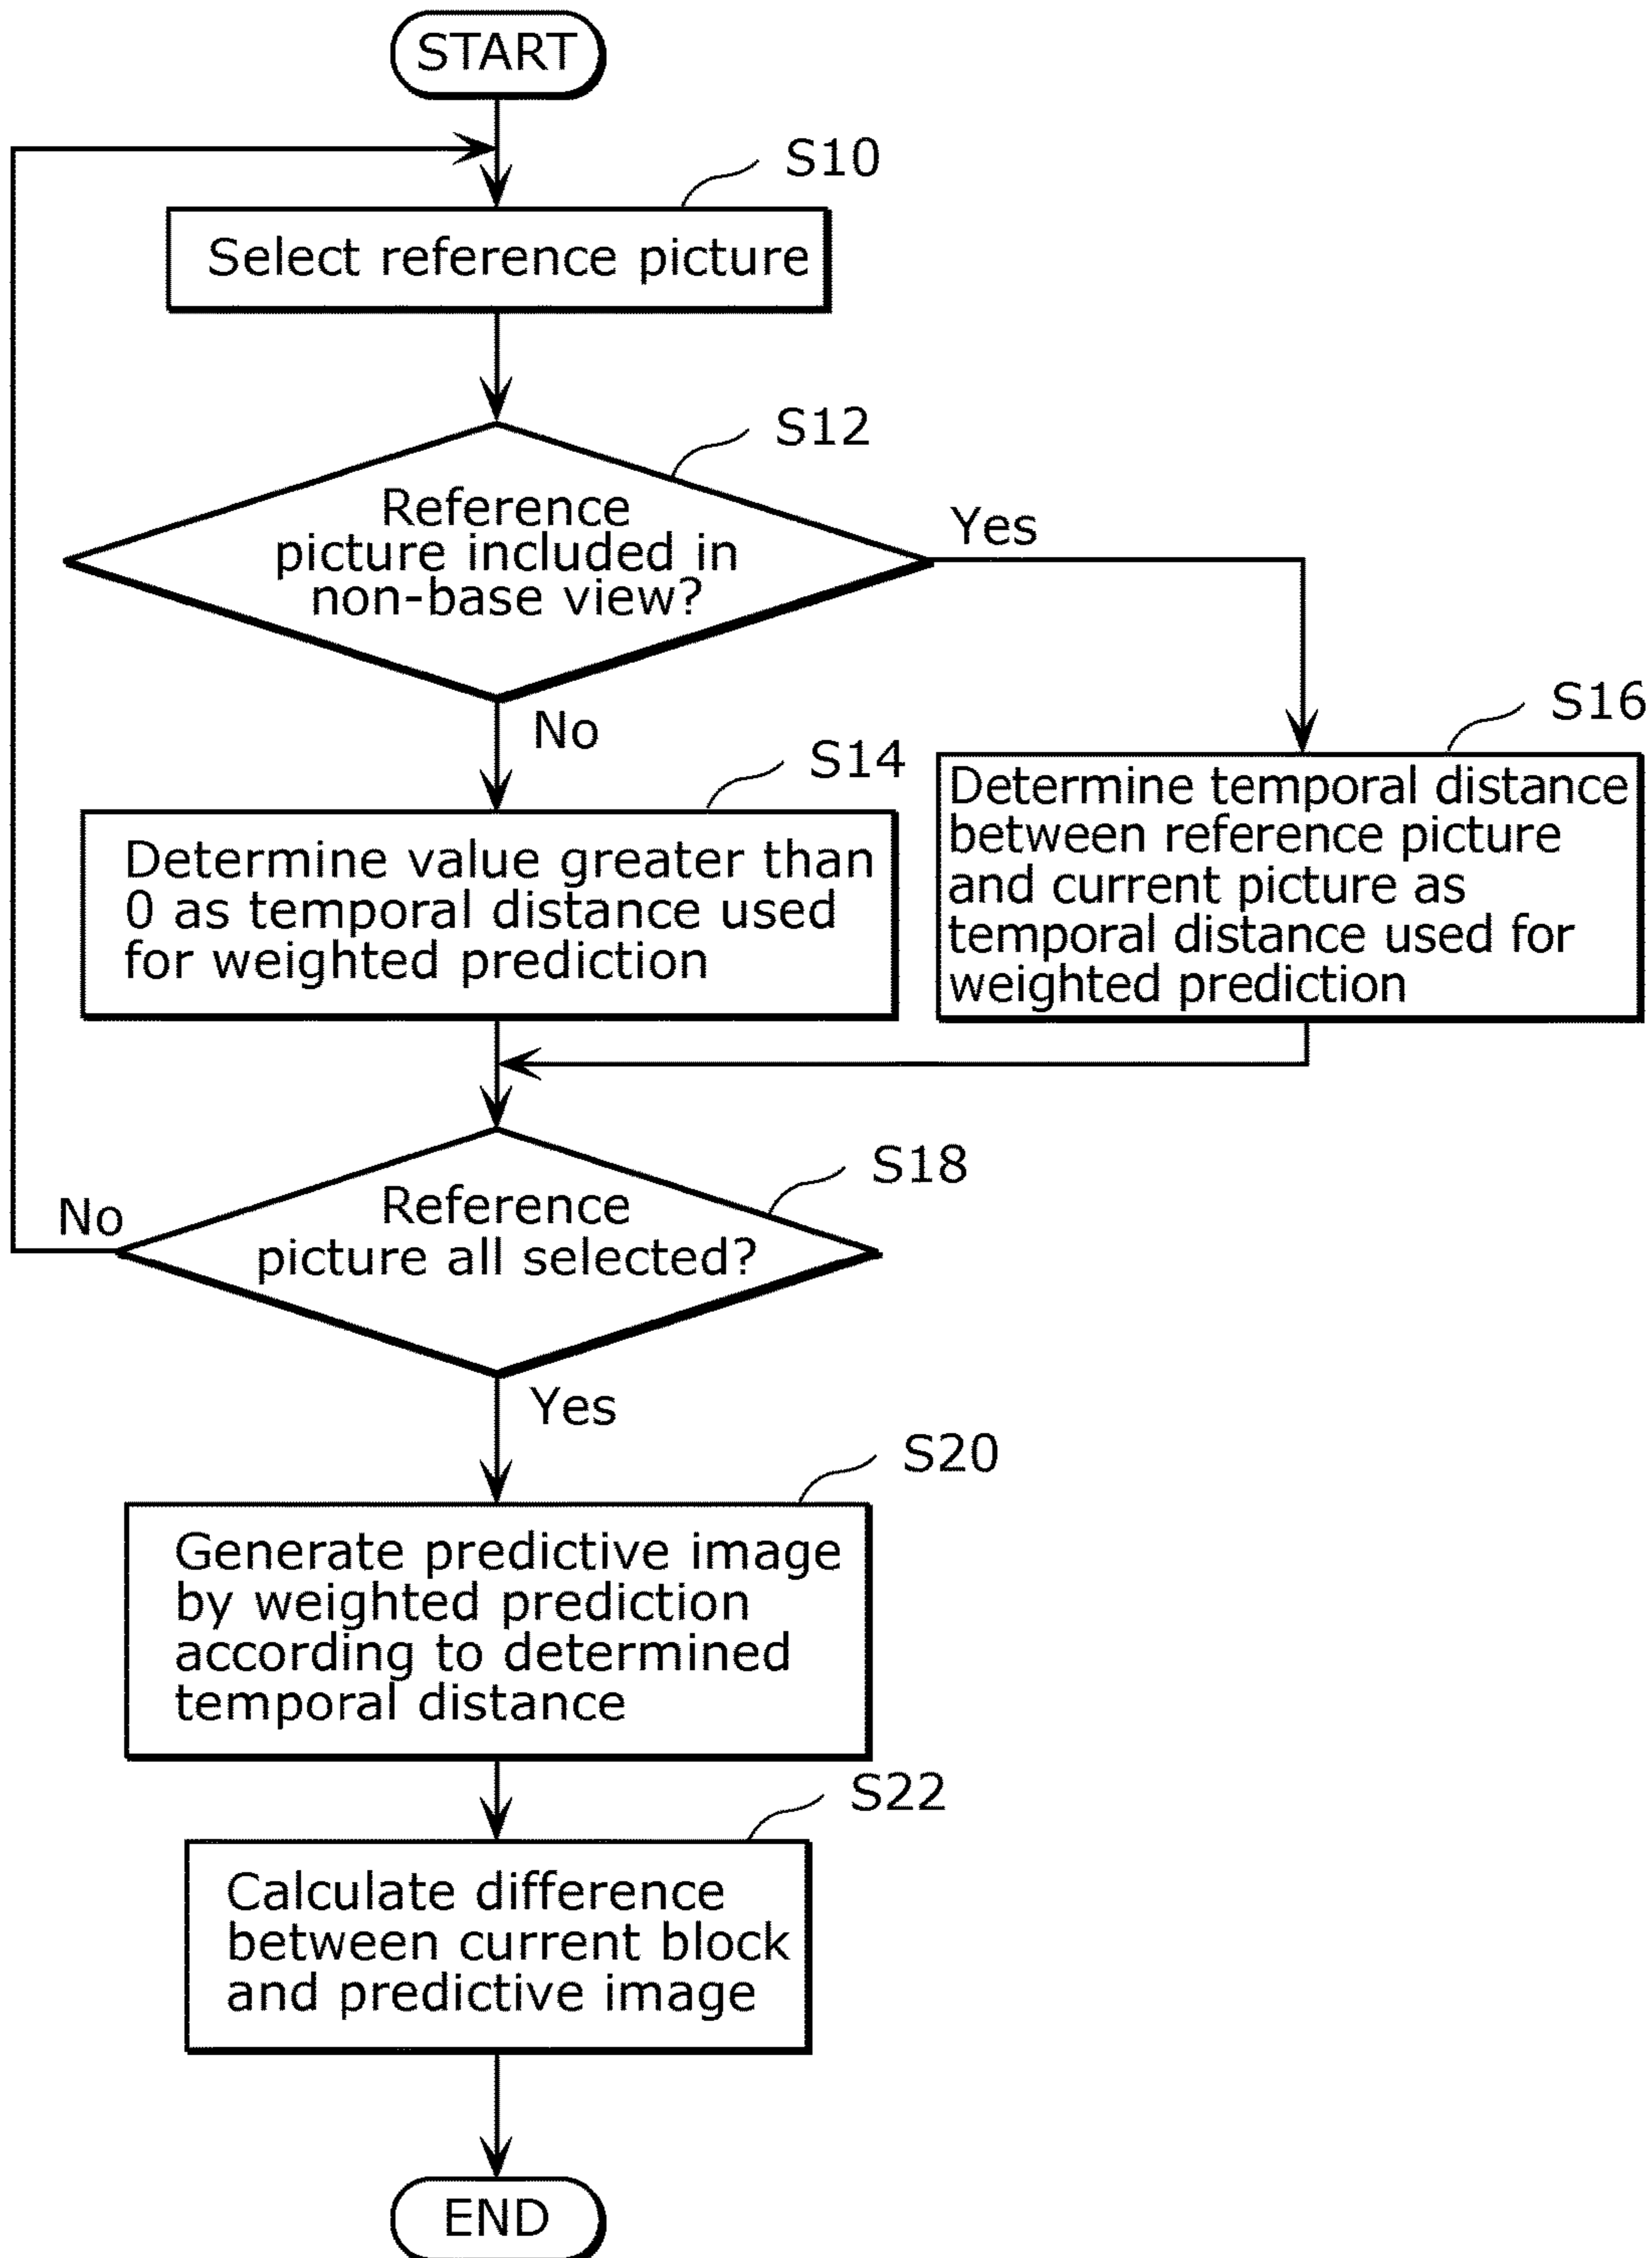 START
S10
Select reference picture
S12
Reference
picture included in
non-base view?
Yes
No
S14
Determine value greater than
0 as temporal distance used
for weighted prediction
S16
Determine temporal distance
between reference picture
and current picture as
temporal distance used for
weighted prediction
S18
Reference
picture all selected?
No
Yes
S20
Generate predictive image
by weighted prediction
according to determined
temporal distance
S22
Calculate difference
between current block
and predictive image
END